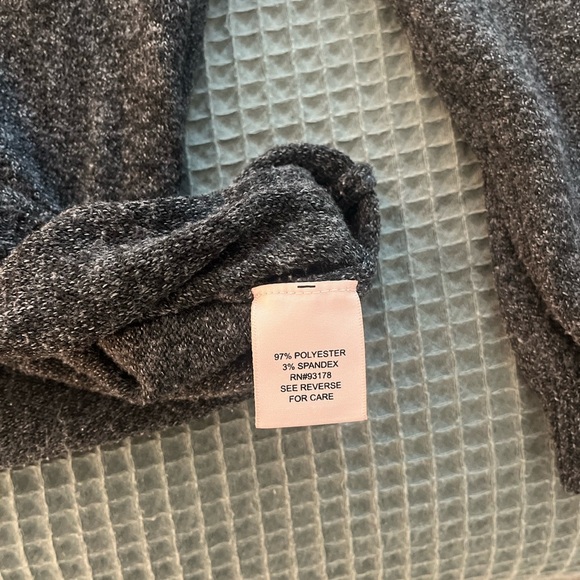 97% POLYESTER
3% SPANDEX
RN#93178
SEE REVERSE
FOR CARE